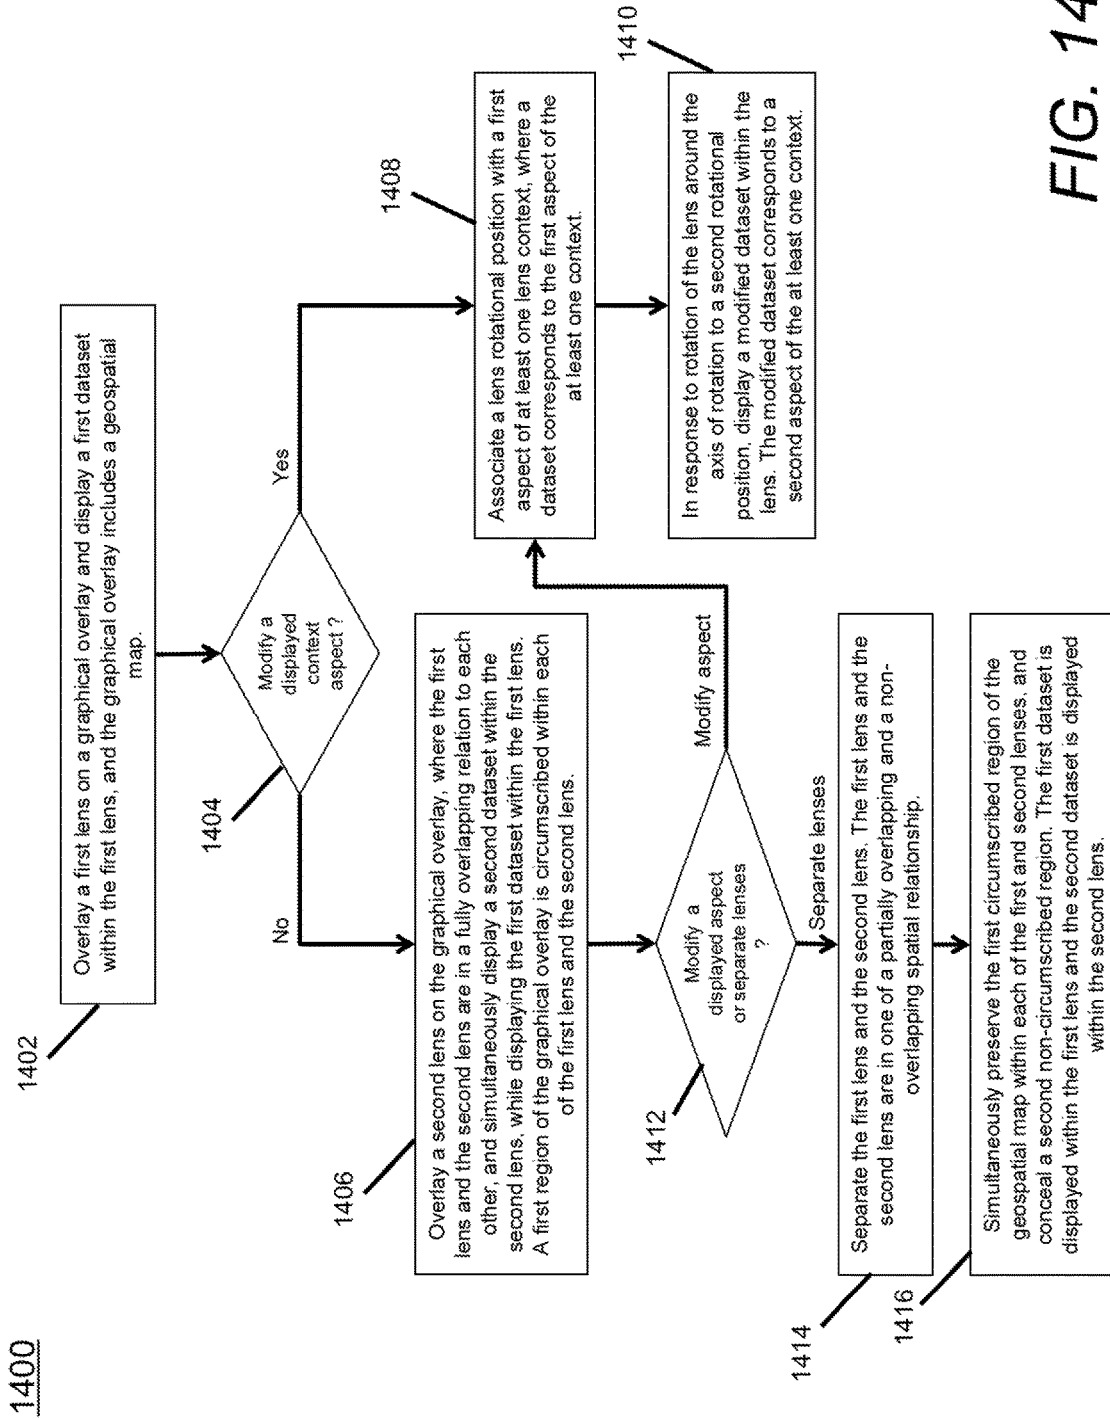 1400
1402
Overlay a first lens on a graphical overlay and display a first dataset
within the first lens, and the graphical overlay includes a geospatial
map.
1404
Modify a
displayed
context
aspect ?
Yes
No
1406
Overlay a second lens on the graphical overlay, where the first
lens and the second lens are in a fully overlapping relation to each
other, and simultaneously display a second dataset within the
second lens, while displaying the first dataset within the first lens.
A first region of the graphical overlay is circumscribed within each
of the first lens and the second lens.
1408
Associate a lens rotational position with a first
aspect of at least one lens context, where a
dataset corresponds to the first aspect of the
at least one context.
1410
In response to rotation of the lens around the
axis of rotation to a second rotational
position, display a modified dataset within the
lens. The modified dataset corresponds to a
second aspect of the at least one context.
1412
Modify a
displayed aspect
or separate lenses
?
Modify aspect
Separate lenses
1414
Separate the first lens and the second lens. The first lens and the
second lens are in one of a partially overlapping and a non-
overlapping spatial relationship.
1416
Simultaneously preserve the first circumscribed region of the
geospatial map within each of the first and second lenses, and
conceal a second non-circumscribed region. The first dataset is
displayed within the first lens and the second dataset is displayed
within the second lens.
FIG. 14